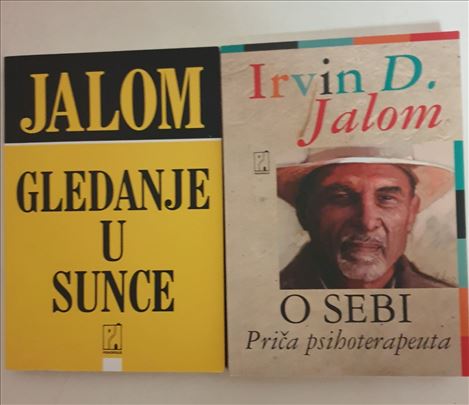 JALOM
GLEDANJE
U
SUNCE
Irvin D.
Jalom
O SEBI
Priča psihoterapeuta